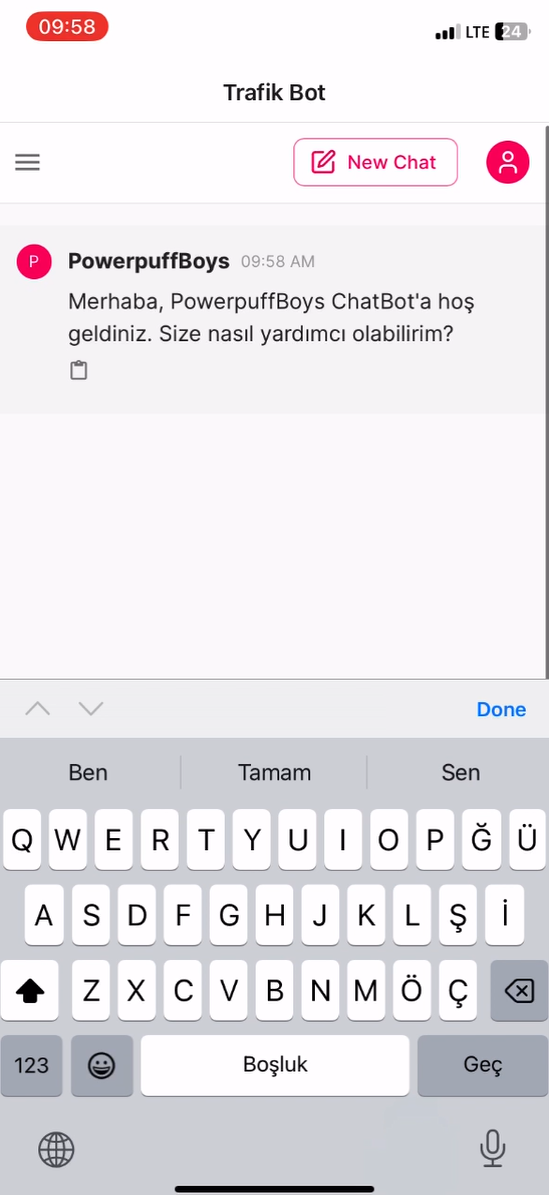 09:58
LTE 24
Trafik Bot
New Chat
P PowerpuffBoys 09:58 AM
Merhaba, PowerpuffBoys ChatBot'a hoş
geldiniz. Size nasıl yardımcı olabilirim?
Done
Ben Tamam Sen
Q W E R T Y U I O P Ğ Ü
A S D F G H J K L Ş İ
Z X C V B N M Ö Ç
123 Boşluk Geç